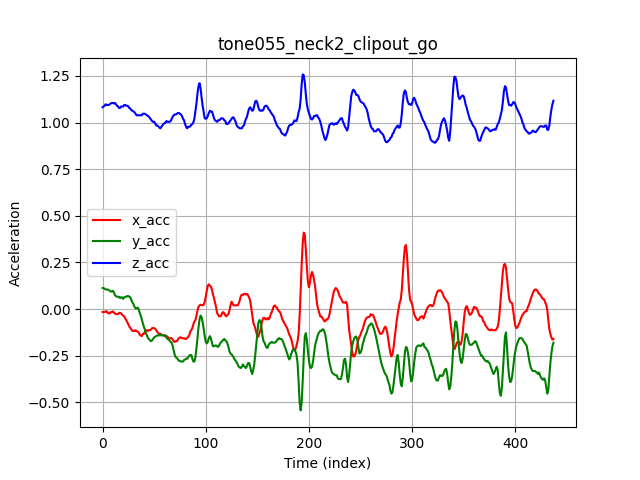 tone055_neck2_clipout_go
1.25
1.00
0.75
0.50
0.25
0.00
−0.25
−0.50
Acceleration
x_acc
y_acc
z_acc
0 100 200 300 400
Time (index)